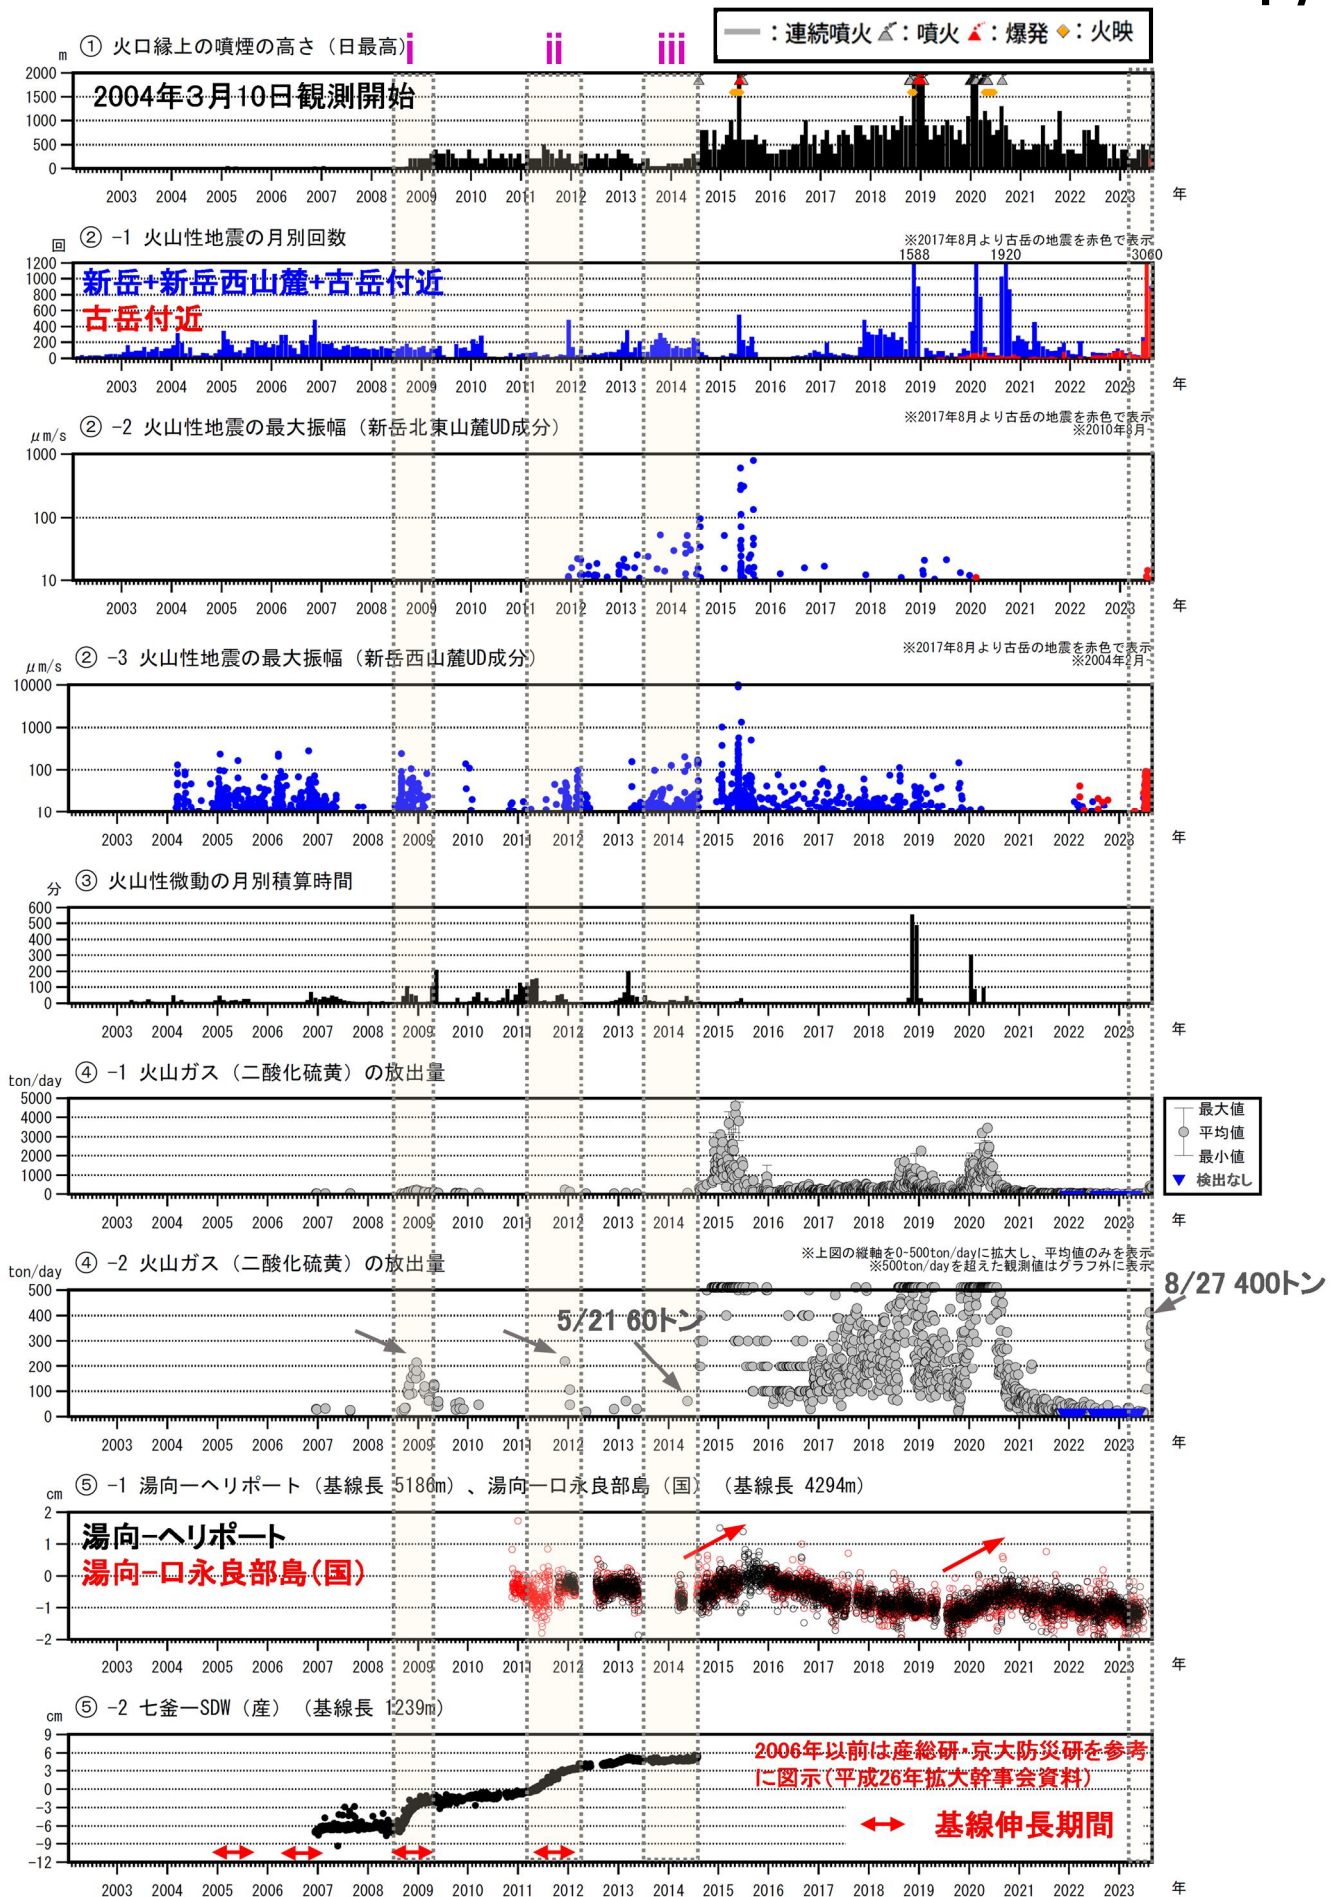 ━:連続噴火 :噴火 :爆発 ◆:火映
① 火口縁上の噴煙の高さ（日最高）
i ii iii
m
2004年3月10日観測開始
2000
1500
1000
500
0
2003 2004 2005 2006 2007 2008 2009 2010 2011 2012 2013 2014 2015 2016 2017 2018 2019 2020 2021 2022 2023 年
② -1 火山性地震の月別回数
※2017年8月より古岳の地震を赤色で表示
回
1588 1920 3060
新岳+新岳西山麓+古岳付近
古岳付近
1200
1000
800
600
400
200
0
2003 2004 2005 2006 2007 2008 2009 2010 2011 2012 2013 2014 2015 2016 2017 2018 2019 2020 2021 2022 2023 年
② -2 火山性地震の最大振幅（新岳北東山麓UD成分）
※2017年8月より古岳の地震を赤色で表示
※2010年8月-
μm/s
1000
100
10
2003 2004 2005 2006 2007 2008 2009 2010 2011 2012 2013 2014 2015 2016 2017 2018 2019 2020 2021 2022 2023 年
② -3 火山性地震の最大振幅（新岳西山麓UD成分）
※2017年8月より古岳の地震を赤色で表示
※2004年2月-
μm/s
10000
1000
100
10
2003 2004 2005 2006 2007 2008 2009 2010 2011 2012 2013 2014 2015 2016 2017 2018 2019 2020 2021 2022 2023 年
③ 火山性微動の月別積算時間
分
600
500
400
300
200
100
0
2003 2004 2005 2006 2007 2008 2009 2010 2011 2012 2013 2014 2015 2016 2017 2018 2019 2020 2021 2022 2023 年
④ -1 火山ガス（二酸化硫黄）の放出量
ton/day
5000
4000
3000
2000
1000
0
最大値
平均値
最小値
▼ 検出なし
2003 2004 2005 2006 2007 2008 2009 2010 2011 2012 2013 2014 2015 2016 2017 2018 2019 2020 2021 2022 2023 年
④ -2 火山ガス（二酸化硫黄）の放出量
※上図の縦軸を0-500ton/dayに拡大し、平均値のみを表示
※500ton/dayを超えた観測値はグラフ外に表示
ton/day
8/27 400トン
5/21 60トン
500
400
300
200
100
0
2003 2004 2005 2006 2007 2008 2009 2010 2011 2012 2013 2014 2015 2016 2017 2018 2019 2020 2021 2022 2023 年
⑤ -1 湯向ーヘリポート（基線長 5186m）、湯向ー口永良部島（国） （基線長 4294m）
cm
湯向-ヘリポート
湯向-口永良部島（国）
2
1
0
-1
-2
2003 2004 2005 2006 2007 2008 2009 2010 2011 2012 2013 2014 2015 2016 2017 2018 2019 2020 2021 2022 2023 年
⑤ -2 七釜ーSDW（産）（基線長 1239m）
cm
2006年以前は産総研・京大防災研を参考
に図示（平成26年拡大幹事会資料）
基線伸長期間
9
6
3
0
-3
-6
-9
-12
2003 2004 2005 2006 2007 2008 2009 2010 2011 2012 2013 2014 2015 2016 2017 2018 2019 2020 2021 2022 2023 年